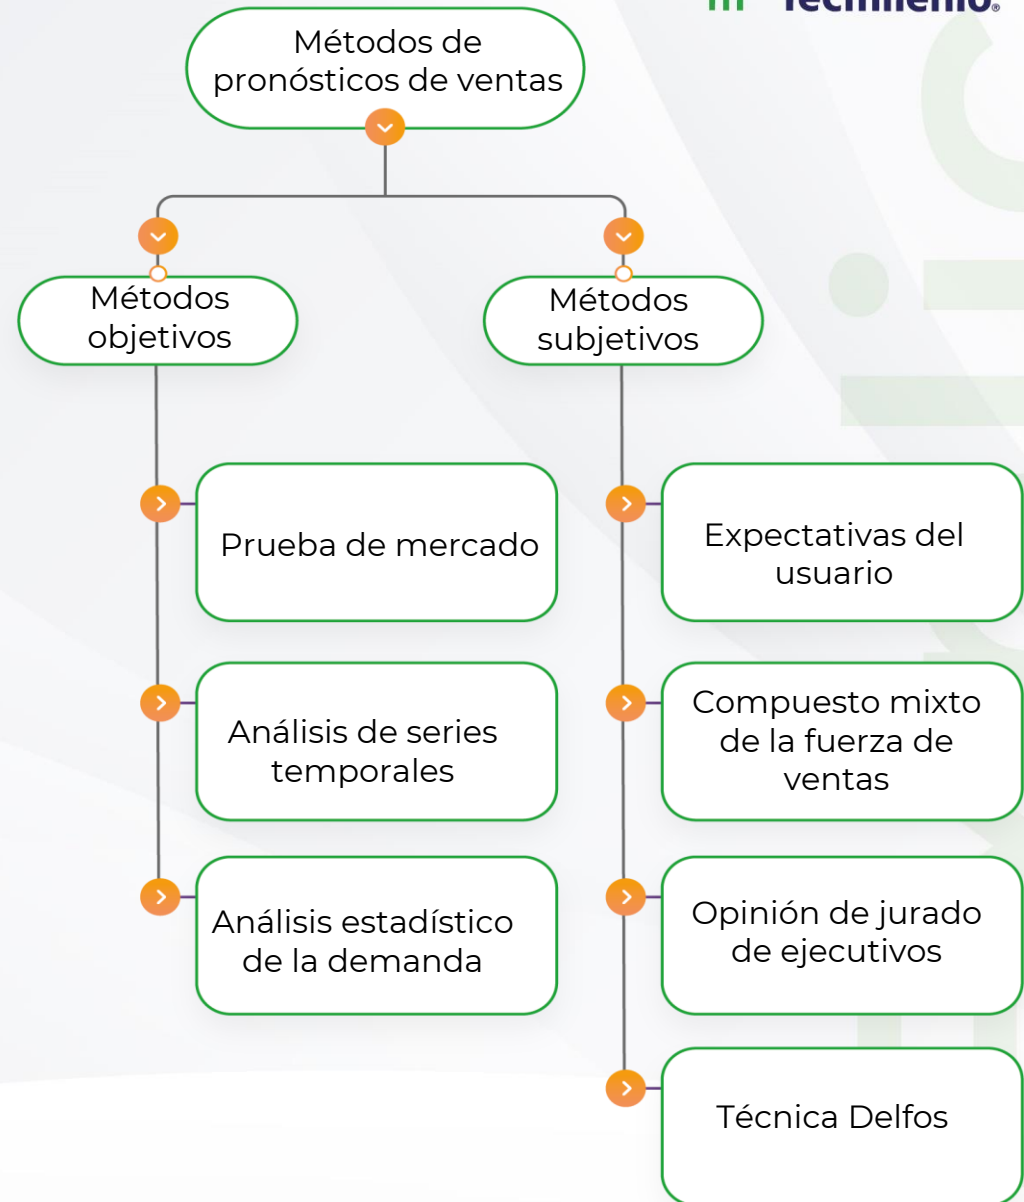 Tecmilenio®
Métodos de
pronósticos de ventas
Métodos
objetivos
Métodos
subjetivos
Prueba de mercado
Expectativas del
usuario
Análisis de series
temporales
Compuesto mixto
de la fuerza de
ventas
Análisis estadístico
de la demanda
Opinión de jurado
de ejecutivos
Técnica Delfos